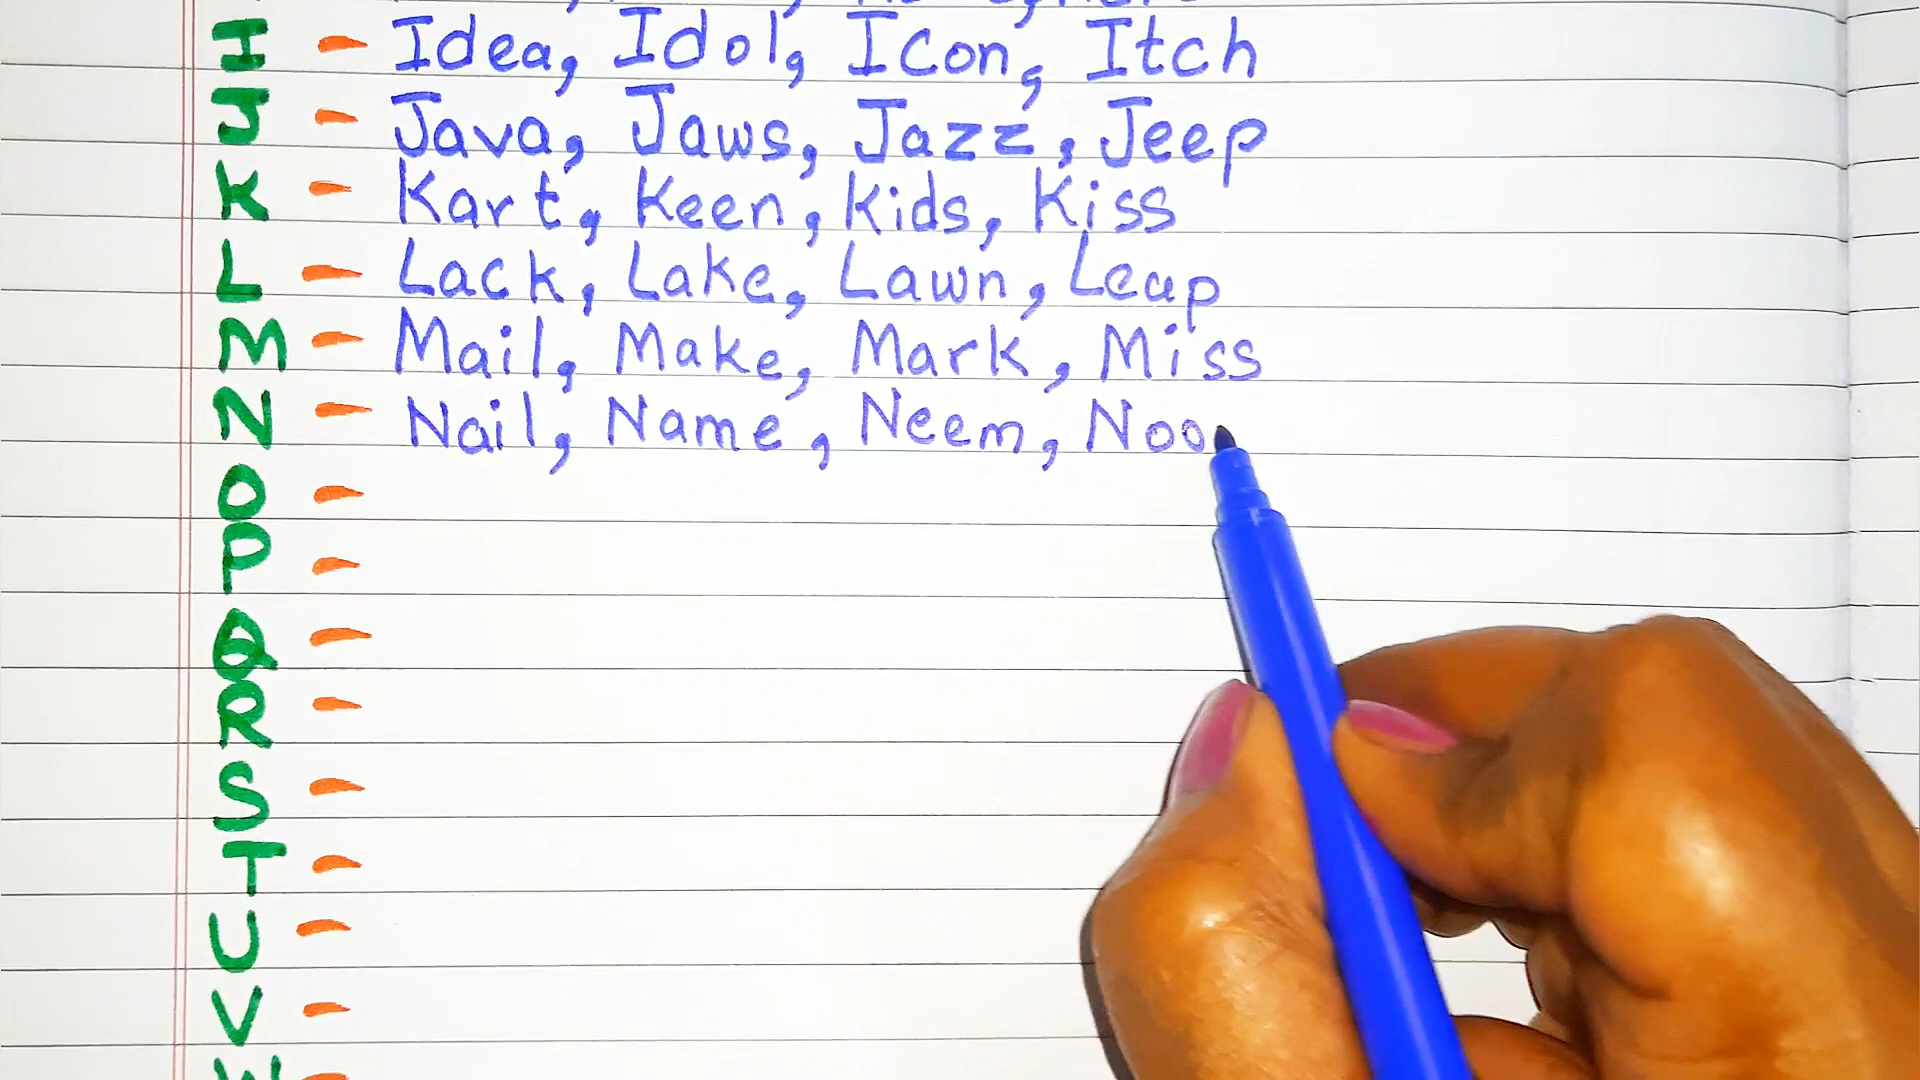 I - Idea, Idol, Icon, Itch
J - Java, Jaws, Jazz, Jeep
K - Kart, Keen, Kids, Kiss
L - Lack, Lake, Lawn, Leap
M - Mail, Make, Mark, Miss
N - Nail, Name, Neem, Noo
O -
P -
Q -
R -
S -
T -
U -
V -
W -